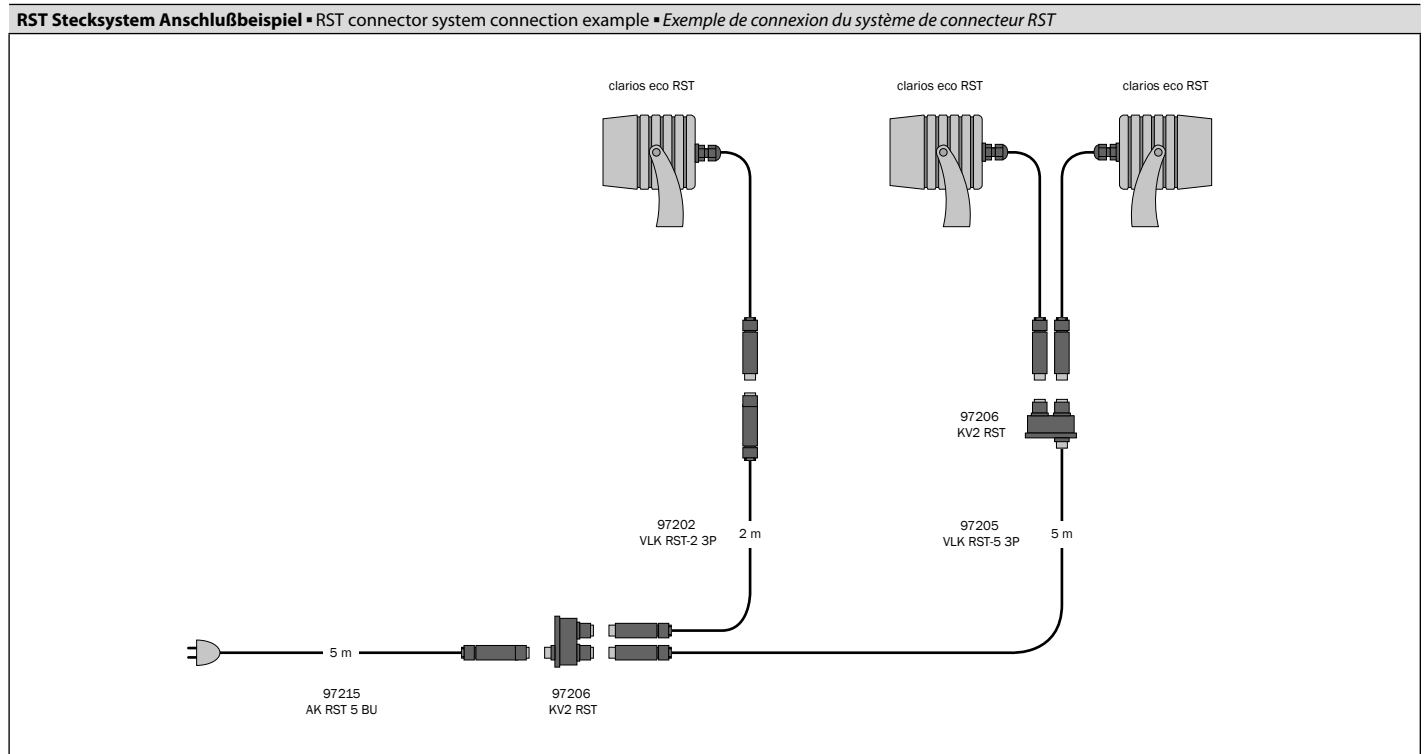 RST Stecksystem Anschlußbeispiel ▪ RST connector system connection example ▪ Exemple de connexion du système de connecteur RST
clarios eco RST
clarios eco RST
clarios eco RST
97206
KV2 RST
97202
VLK RST-2 3P
2 m
97205
VLK RST-5 3P
5 m
5 m
97215
AK RST 5 BU
97206
KV2 RST